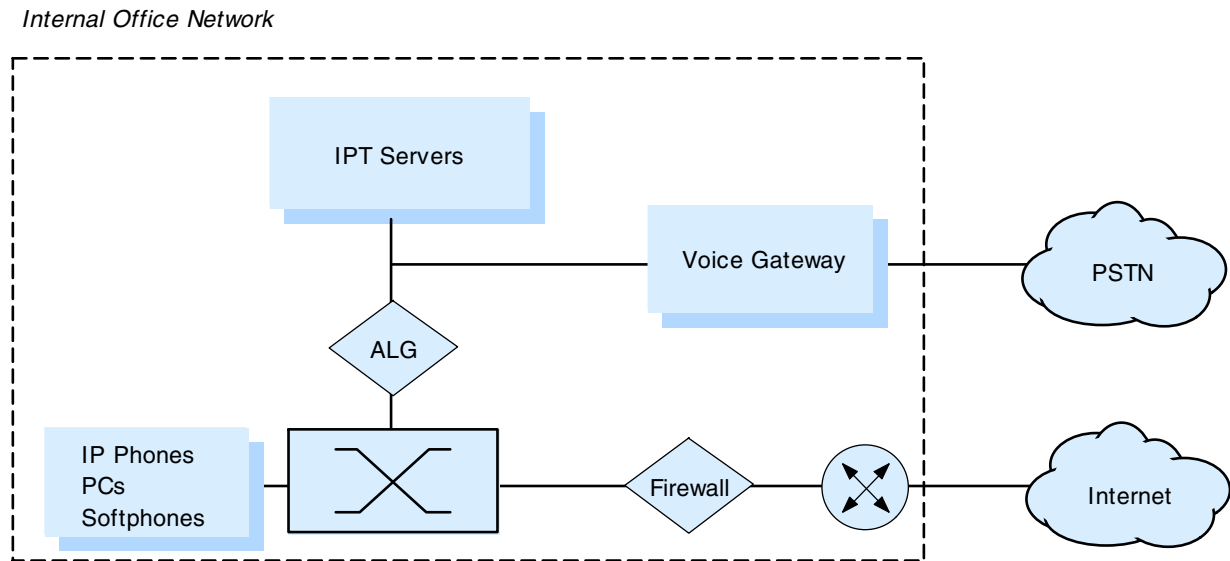 Internal Office Network
IPT Servers
Voice Gateway
PSTN
ALG
IP Phones
PCs
Softphones
Firewall
Internet